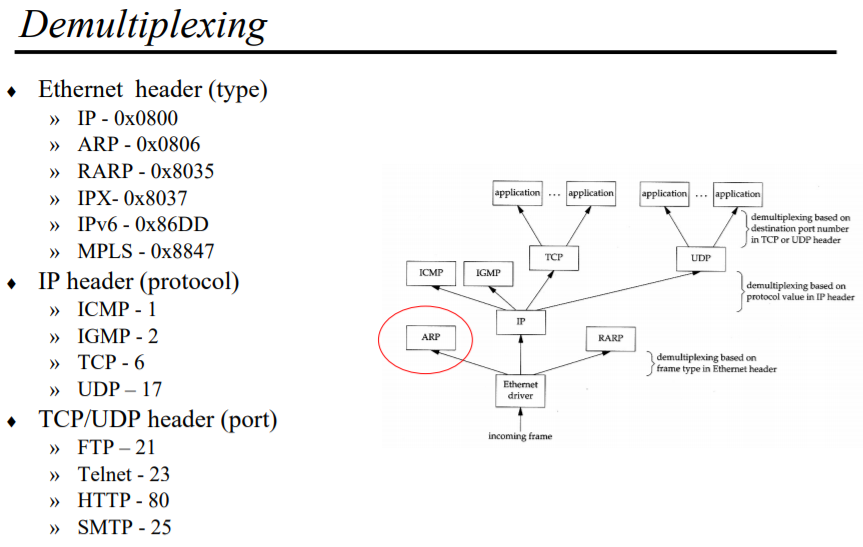 Demultiplexing
♦ Ethernet header (type)
» IP - 0x0800
» ARP - 0x0806
» RARP - 0x8035
» IPX- 0x8037
» IPv6 - 0x86DD
» MPLS - 0x8847
♦ IP header (protocol)
» ICMP - 1
» IGMP - 2
» TCP - 6
» UDP – 17
♦ TCP/UDP header (port)
» FTP – 21
» Telnet - 23
» HTTP - 80
» SMTP - 25
application ... application application ... application
demultiplexing based on
destination port number
in TCP or UDP header
TCP UDP
ICMP IGMP
demultiplexing based on
protocol value in IP header
IP
ARP RARP
demultiplexing based on
frame type in Ethernet header
Ethernet
driver
incoming frame